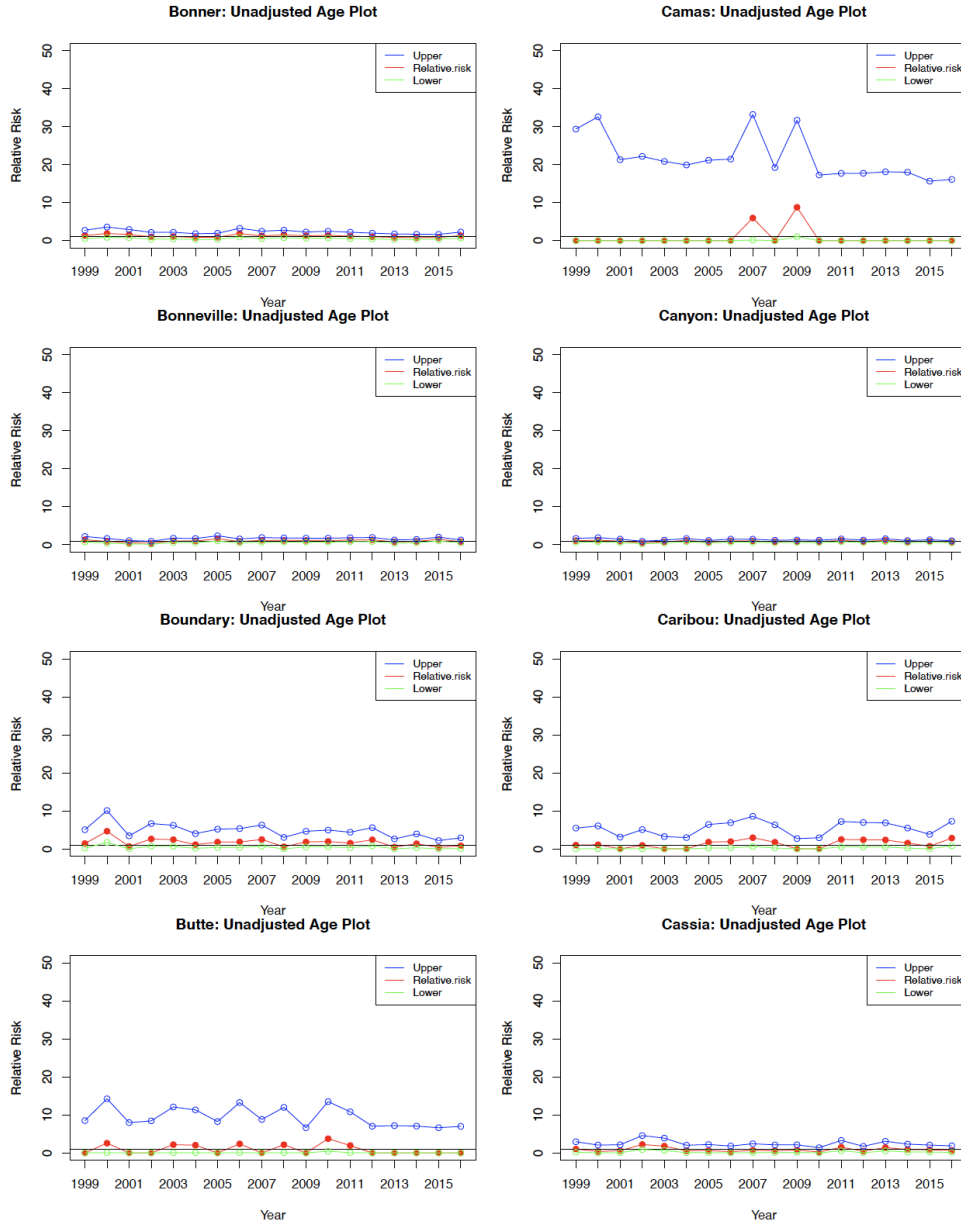 Bonner: Unadjusted Age Plot
Relative Risk
50
40
30
20
10
0
Upper
Relative.risk
Lower
1999 2001 2003 2005 2007 2009 2011 2013 2015
Year
Camas: Unadjusted Age Plot
Relative Risk
50
40
30
20
10
0
Upper
Relative.risk
Lower
1999 2001 2003 2005 2007 2009 2011 2013 2015
Year
Bonneville: Unadjusted Age Plot
Relative Risk
50
40
30
20
10
0
Upper
Relative.risk
Lower
1999 2001 2003 2005 2007 2009 2011 2013 2015
Year
Canyon: Unadjusted Age Plot
Relative Risk
50
40
30
20
10
0
Upper
Relative.risk
Lower
1999 2001 2003 2005 2007 2009 2011 2013 2015
Year
Boundary: Unadjusted Age Plot
Relative Risk
50
40
30
20
10
0
Upper
Relative.risk
Lower
1999 2001 2003 2005 2007 2009 2011 2013 2015
Year
Caribou: Unadjusted Age Plot
Relative Risk
50
40
30
20
10
0
Upper
Relative.risk
Lower
1999 2001 2003 2005 2007 2009 2011 2013 2015
Year
Butte: Unadjusted Age Plot
Relative Risk
50
40
30
20
10
0
Upper
Relative.risk
Lower
1999 2001 2003 2005 2007 2009 2011 2013 2015
Year
Cassia: Unadjusted Age Plot
Relative Risk
50
40
30
20
10
0
Upper
Relative.risk
Lower
1999 2001 2003 2005 2007 2009 2011 2013 2015
Year